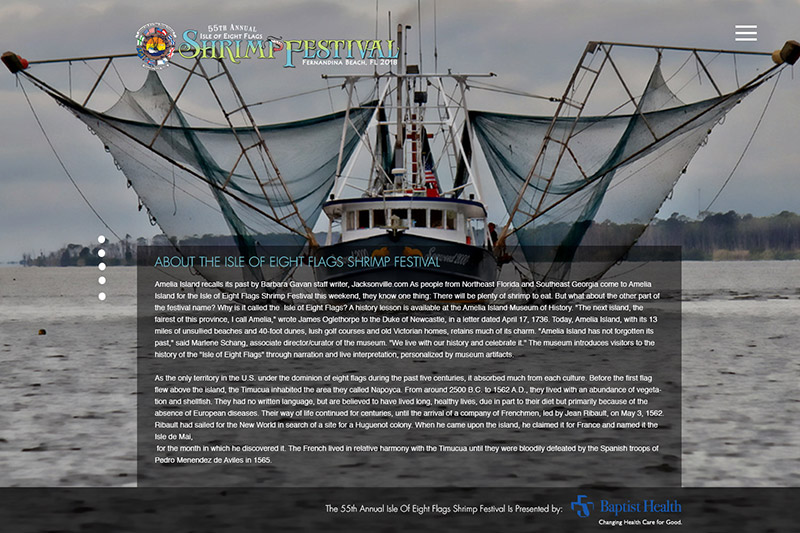 55th Annual
Isle of Eight Flags
Shrimp Festival
Fernandina Beach, FL 2018
ABOUT THE ISLE OF EIGHT FLAGS SHRIMP FESTIVAL
Amelia Island recalls its past by Barbara Gavan staff writer, Jacksonville.com As people from Northeast Florida and Southeast Georgia come to Amelia
Island for the Isle of Eight Flags Shrimp Festival this weekend, they know one thing: There will be plenty of shrimp to eat. But what about the other part of
the festival name? Why is it called the Isle of Eight Flags? A history lesson is available at the Amelia Island Museum of History. "The next island, the
fairest of this province, I call Amelia," wrote James Oglethorpe to the Duke of Newcastle, in a letter dated April 17, 1736. Today, Amelia Island, with its 13
miles of unsullied beaches and 40-foot dunes, lush golf courses and old Victorian homes, retains much of its charm. "Amelia Island has not forgotten its
past," said Marlene Schang, associate director/curator of the museum. "We live with our history and celebrate it." The museum introduces visitors to the
history of the "Isle of Eight Flags" through narration and live interpretation, personalized by museum artifacts.
As the only territory in the U.S. under the dominion of eight flags during the past five centuries, it absorbed much from each culture. Before the first flag
flew above the island, the Timucua inhabited the area they called Napoyca. From around 2500 B.C. to 1562 A.D., they lived with an abundance of vegeta-
tion and shellfish. They had no written language, but are believed to have lived long, healthy lives, due in part to their diet but primarily because of the
absence of European diseases. Their way of life continued for centuries, until the arrival of a company of Frenchmen, led by Jean Ribault, on May 3, 1562.
Ribault had sailed for the New World in search of a site for a Huguenot colony. When he came upon the island, he claimed it for France and named it the
Isle de Mai,
for the month in which he discovered it. The French lived in relative harmony with the Timucua until they were bloodily defeated by the Spanish troops of
Pedro Menendez de Aviles in 1565.
The 55th Annual Isle Of Eight Flags Shrimp Festival Is Presented by:
Baptist Health
Changing Health Care for Good.